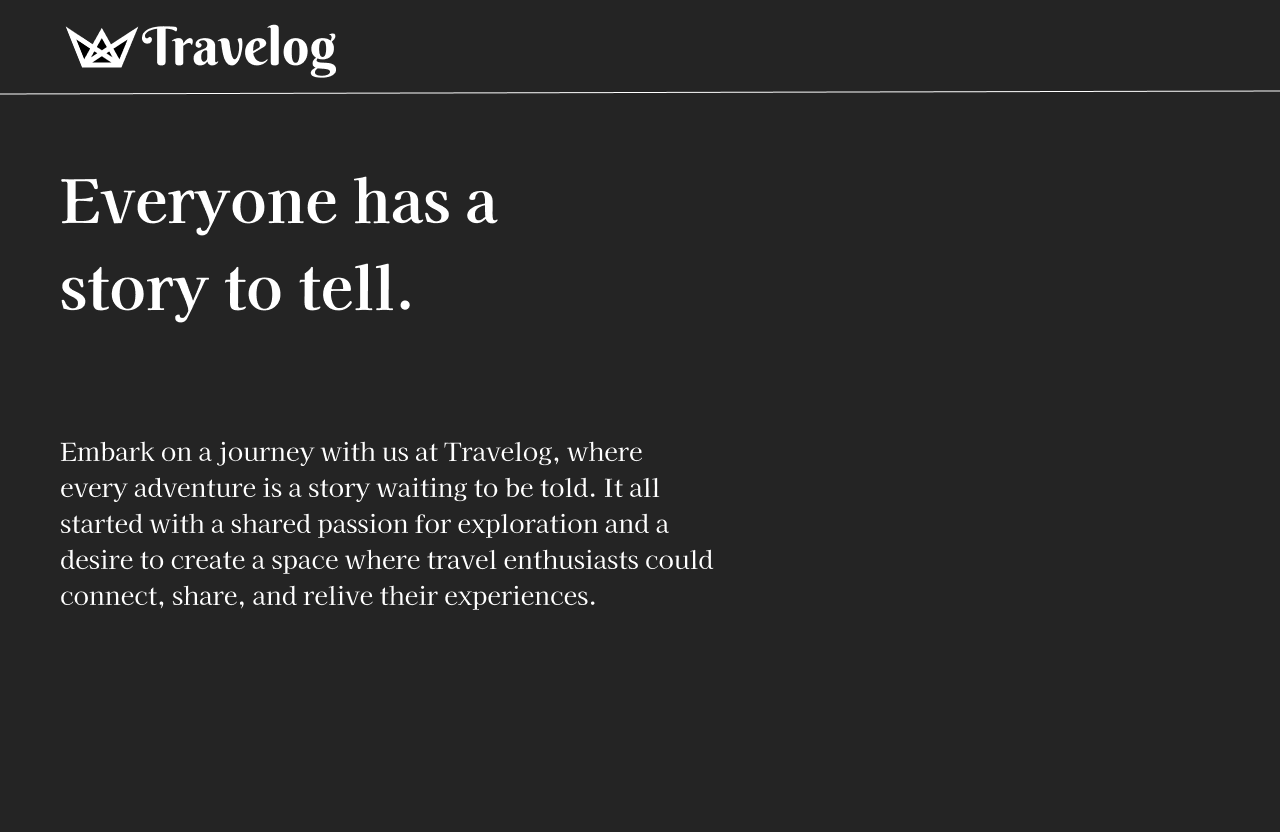 Travelog
Everyone has a
story to tell.
Embark on a journey with us at Travelog, where
every adventure is a story waiting to be told. It all
started with a shared passion for exploration and a
desire to create a space where travel enthusiasts could
connect, share, and relive their experiences.